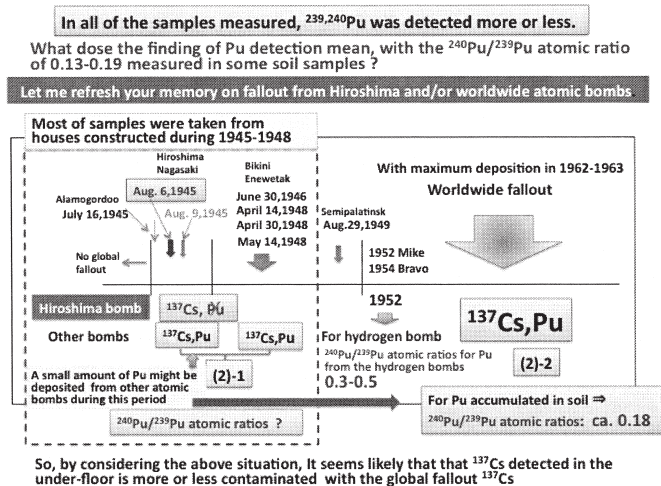 In all of the samples measured, 239,240Pu was detected more or less.
What dose the finding of Pu detection mean, with the 240Pu/239Pu atomic ratio
of 0.13-0.19 measured in some soil samples ?
Let me refresh your memory on fallout from Hiroshima and/or worldwide atomic bombs.
Most of samples were taken from
houses constructed during 1945-1948
Hiroshima
Nagasaki
Alamogordoo
July 16,1945
Aug. 6,1945
Aug. 9,1945
Bikini
Enewetak
June 30,1946
April 14,1948
April 30,1948
May 14,1948
Semipalatinsk
Aug.29,1949
With maximum deposition in 1962-1963
Worldwide fallout
No global
fallout
1952 Mike
1954 Bravo
Hiroshima bomb
137Cs, Pu
1952
137Cs,Pu
Other bombs
137Cs,Pu
137Cs,Pu
For hydrogen bomb
240Pu/239Pu atomic ratios for Pu
from the hydrogen bombs
0.3-0.5
(2)-2
A small amount of Pu might be
deposited from other atomic
bombs during this period
(2)-1
240Pu/239Pu atomic ratios ?
For Pu accumulated in soil ⇒
240Pu/239Pu atomic ratios: ca. 0.18
So, by considering the above situation, It seems likely that that 137Cs detected in the
under-floor is more or less contaminated with the global fallout 137Cs